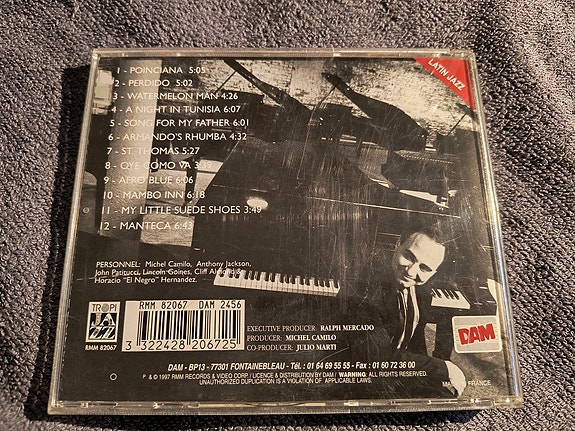 LATIN JAZZ
1 - POINCIANA 5:05
2 - PERDIDO 5:02
3 - WATERMELON MAN 4:26
4 - A NIGHT IN TUNISIA 6:07
5 - SONG FOR MY FATHER 6:01
6 - ARMANDO'S RHUMBA 4:32
7 - ST. THOMAS 5:27
8 - OYE COMO VA 3:39
9 - AFRO BLUE 6:06
10 - MAMBO INN 6:18
11 - MY LITTLE SUEDE SHOES 3:49
12 - MANTECA 6:43
PERSONNEL: Michel Camilo, Anthony Jackson,
John Patitucci, Lincoln Goines, Cliff Almond &
Horacio "El Negro" Hernandez.
TROPI
JAZZ
RMM 82067
RMM 82067 DAM 2456
3 322428 206725
EXECUTIVE PRODUCER: RALPH MERCADO
PRODUCER: MICHEL CAMILO
CO-PRODUCER: JULIO MARTI
DAM
DAM - BP13 - 77301 FONTAINEBLEAU - Tél. : 01 64 69 55 55 - Fax : 01 60 72 36 00
℗ & © 1997 RMM RECORDS & VIDEO CORP. / LICENCE & DISTRIBUTION BY DAM / WARNING: ALL RIGHTS RESERVED.
UNAUTHORIZED DUPLICATION IS A VIOLATION OF APPLICABLE LAWS.
FRANCE